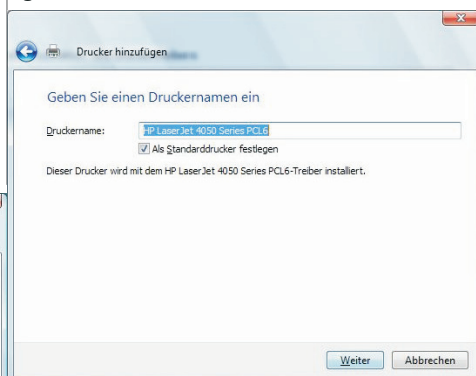 Drucker hinzufügen
Geben Sie einen Druckernamen ein
Druckername: HP LaserJet 4050 Series PCL6
Als Standarddrucker festlegen
Dieser Drucker wird mit dem HP LaserJet 4050 Series PCL6-Treiber installiert.
Weiter Abbrechen